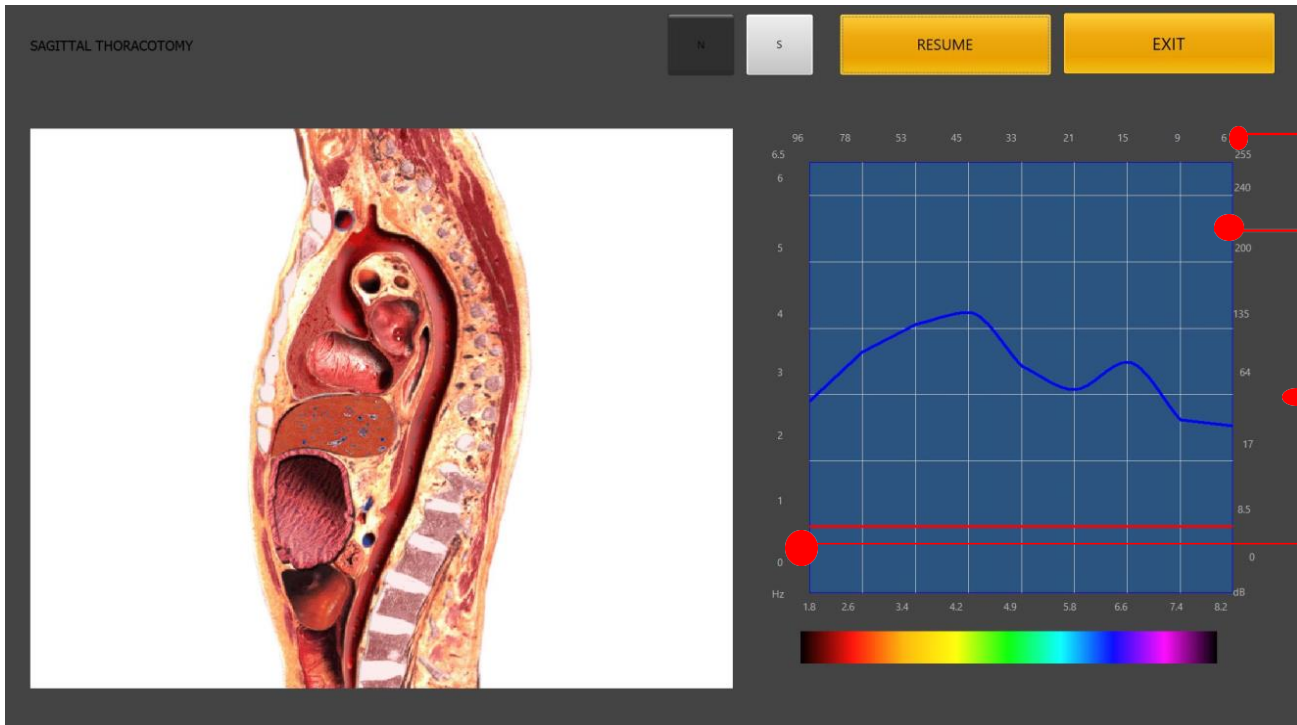 SAGITTAL THORACOTOMY
N
S
RESUME
EXIT
96 78 53 45 33 21 15 9 6
6.5 255
6 240
5 200
4 135
3 64
2 17
1 8.5
0 0
Hz dB
1.8 2.6 3.4 4.2 4.9 5.8 6.6 7.4 8.2